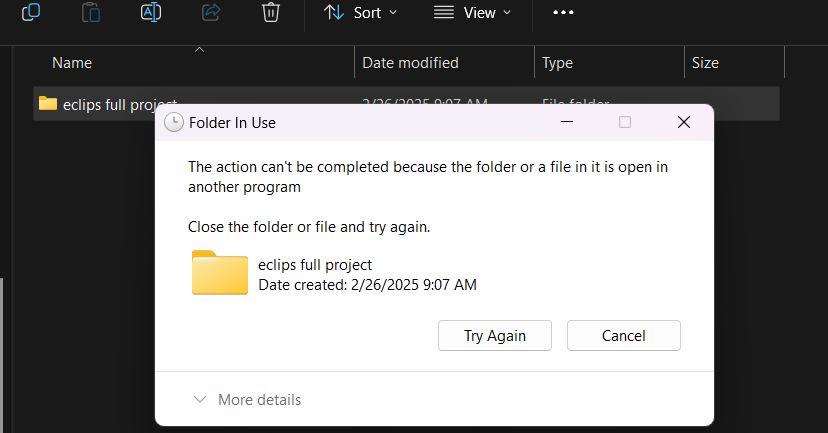 Sort View
Name Date modified Type Size
eclips full project 2/26/2025 9:07 AM File folder
Folder In Use
The action can't be completed because the folder or a file in it is open in
another program
Close the folder or file and try again.
eclips full project
Date created: 2/26/2025 9:07 AM
Try Again Cancel
More details